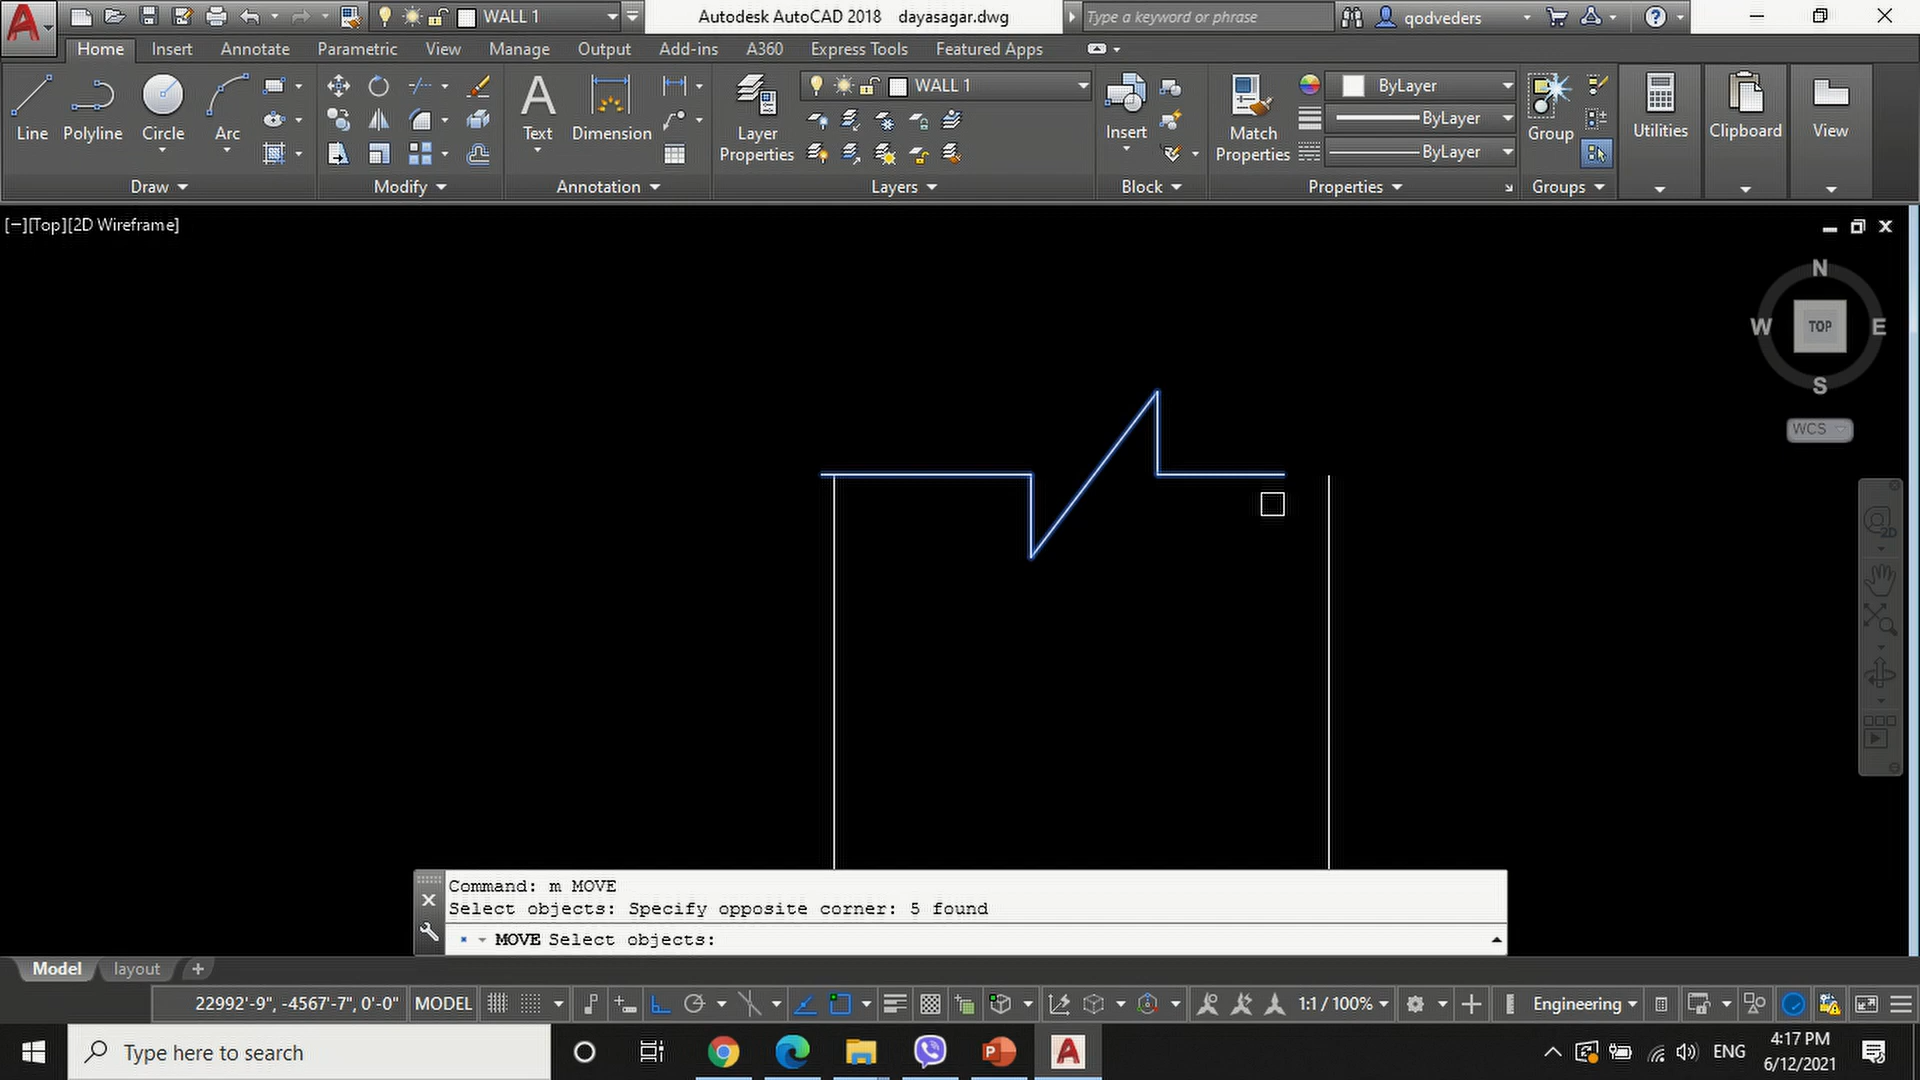 WALL 1
Autodesk AutoCAD 2018 dayasagar.dwg
Type a keyword or phrase
qodveders
Home Insert Annotate Parametric View Manage Output Add-ins A360 Express Tools Featured Apps
WALL 1
ByLayer
ByLayer
ByLayer
Line Polyline Circle Arc
Text Dimension
Layer Properties
Insert
Match Properties
Group
Utilities
Clipboard
View
Draw Modify Annotation Layers Block Properties Groups
[−][Top][2D Wireframe]
N
W TOP E
S
WCS
2D
Command: m MOVE
Select objects: Specify opposite corner: 5 found
MOVE Select objects:
Model layout +
22992'-9", -4567'-7", 0'-0" MODEL 1:1 / 100% Engineering
Type here to search
ENG
4:17 PM
6/12/2021